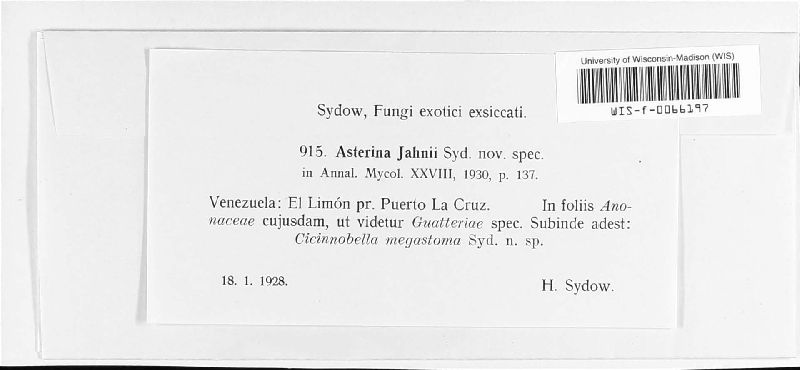 University of Wisconsin-Madison (WIS)
WIS-f-0066197
Sydow, Fungi exotici exsiccati.
915. Asterina Jahnii Syd. nov. spec.
in Annal. Mycol. XXVIII, 1930, p. 137.
Venezuela: El Limón pr. Puerto La Cruz. In foliis Ano-
naceae cujusdam, ut videtur Guatteriae spec. Subinde adest:
Cicinnobella megastoma Syd. n. sp.
18. 1. 1928.
H. Sydow.